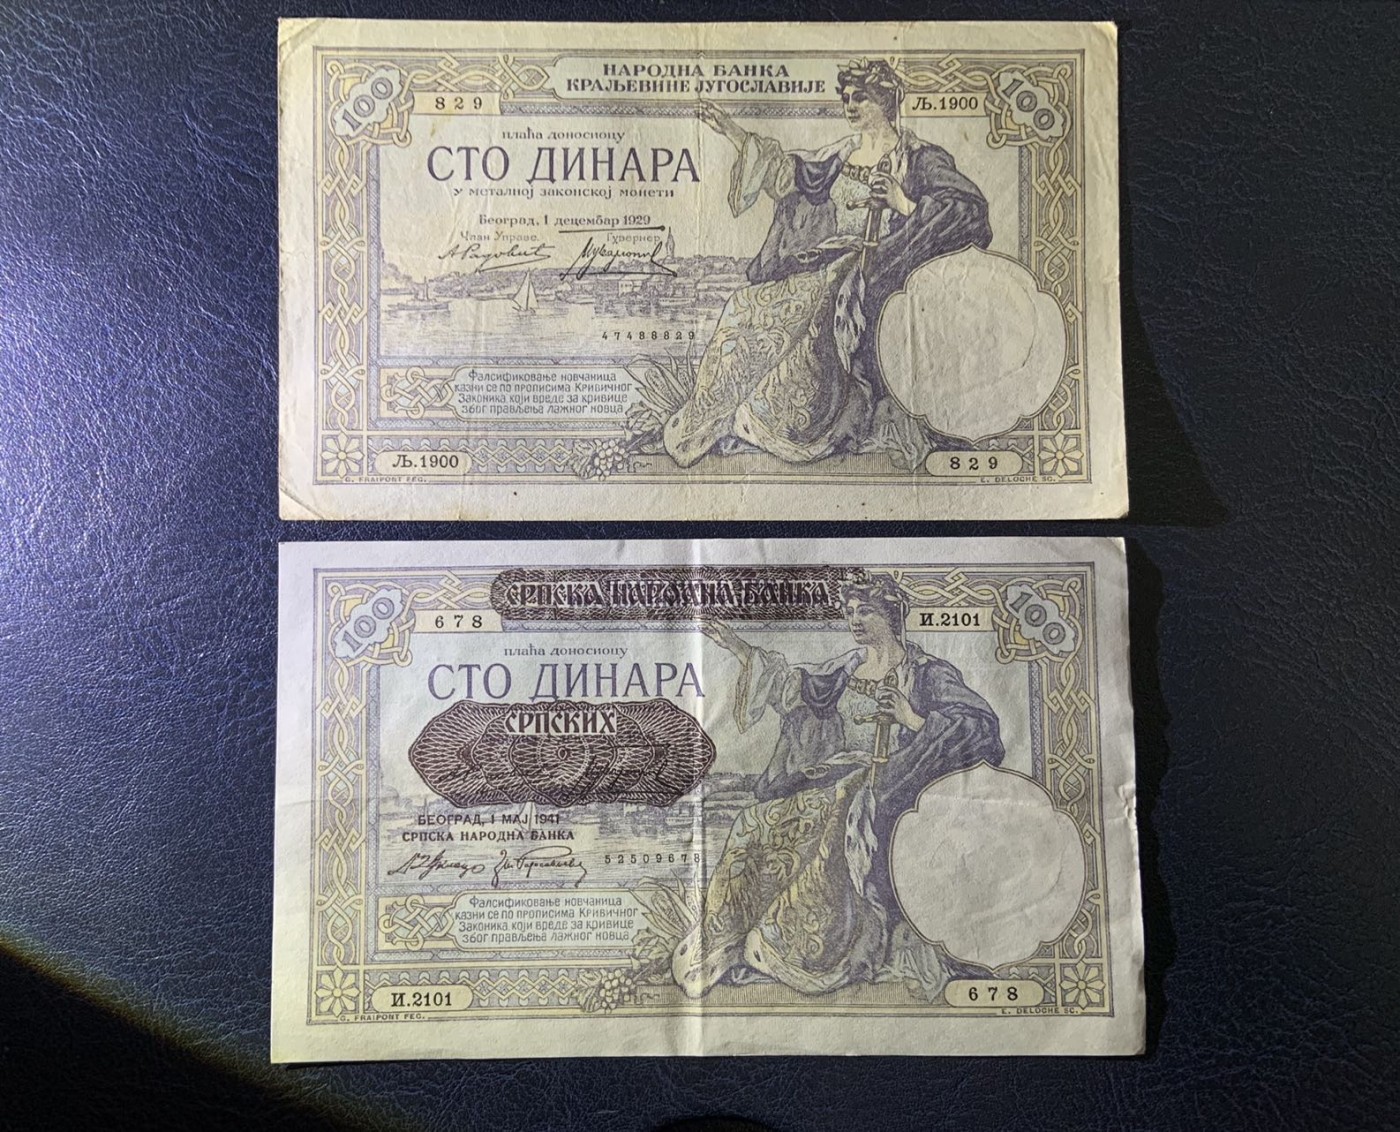 НАРОДНА БАНКА
КРАЉЕВИНЕ ЈУГОСЛАВИЈЕ
100
829
Љ.1900
100
плаћа доносиоцу
СТО ДИНАРА
у металној законској монети
Београд, 1 децембар 1929
Члан Управе
Гувернер
47488829
Фалсификовање новчаница
казни се по прописима Кривичног
Законика, који вреде за кривице
због прављења лажног новца.
Љ.1900
829
G. FRAIPONT FEC.
E. DELOCHE SC.
СРПСКА НАРОДНА БАНКА
100
678
И.2101
100
плаћа доносиоцу
СТО ДИНАРА
СРПСКИХ
БЕОГРАД, 1 МАЈ 1941
СРПСКА НАРОДНА БАНКА
52509678
Фалсификовање новчаница
казни се по прописима Кривичног
Законика који вреде за кривице
због прављења лажног новца.
И.2101
678
G. FRAIPONT FEC.
E. DELOCHE SC.